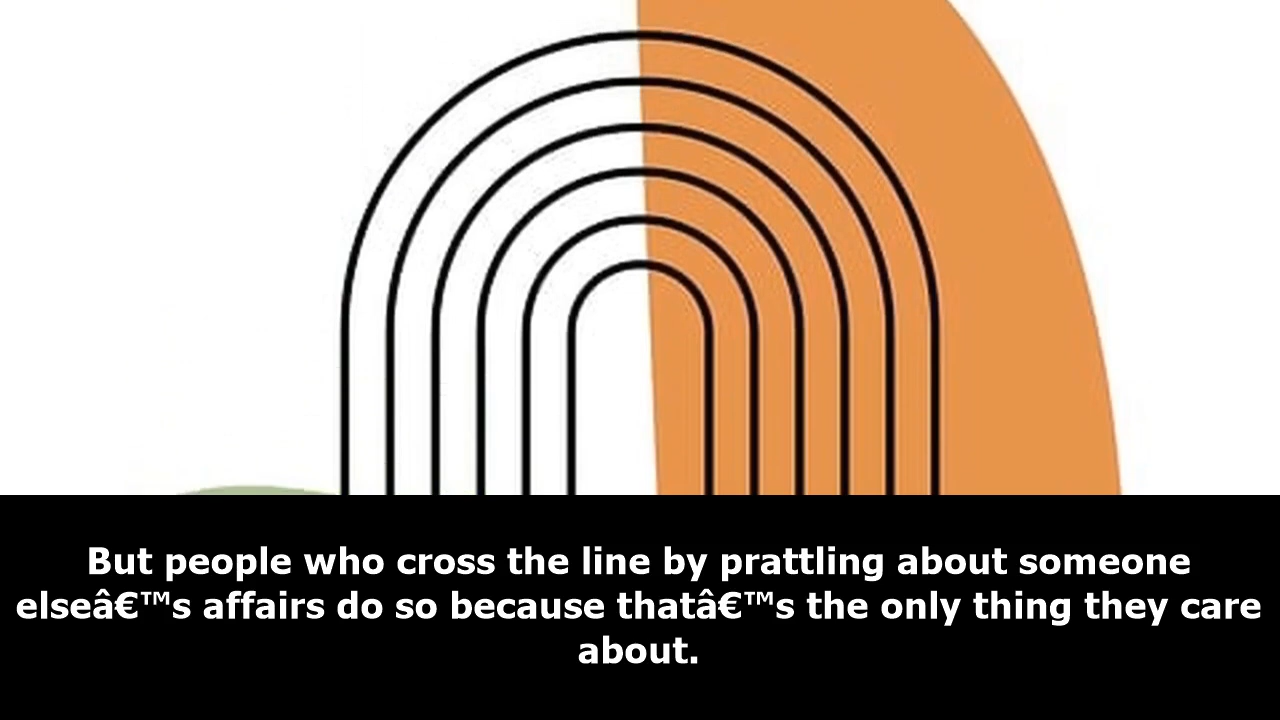 But people who cross the line by prattling about someone
elseâ€™s affairs do so because thatâ€™s the only thing they care
about.